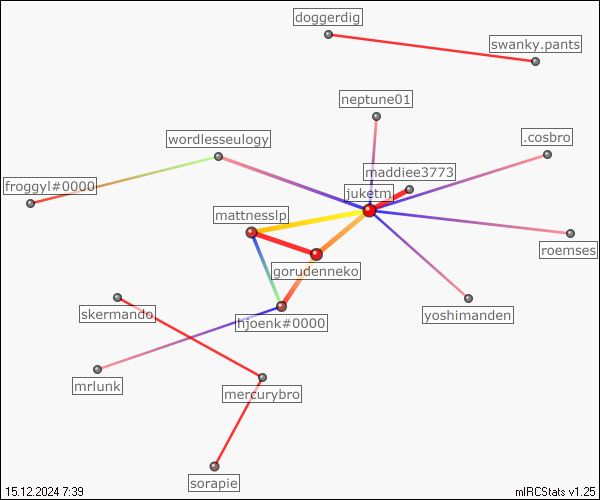 doggerdig
swanky.pants
neptune01
wordlesseulogy
.cosbro
maddiee3773
froggyl#0000
juketm
mattnesslp
roemses
gorudenneko
skermando
hjoenk#0000
yoshimanden
mrlunk
mercurybro
sorapie
15.12.2024 7:39
mIRCStats v1.25